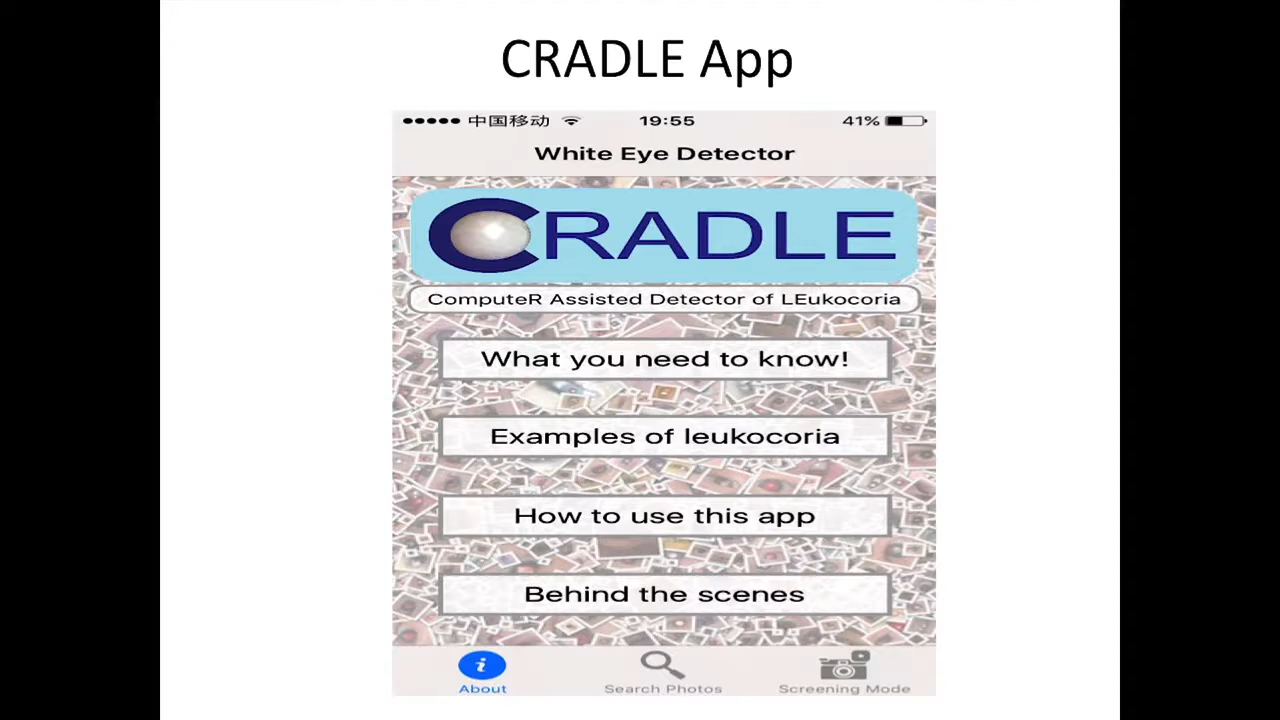 CRADLE App
中国移动 19:55 41%
White Eye Detector
CRADLE
ComputeR Assisted Detector of LEukocoria
What you need to know!
Examples of leukocoria
How to use this app
Behind the scenes
About Search Photos Screening Mode